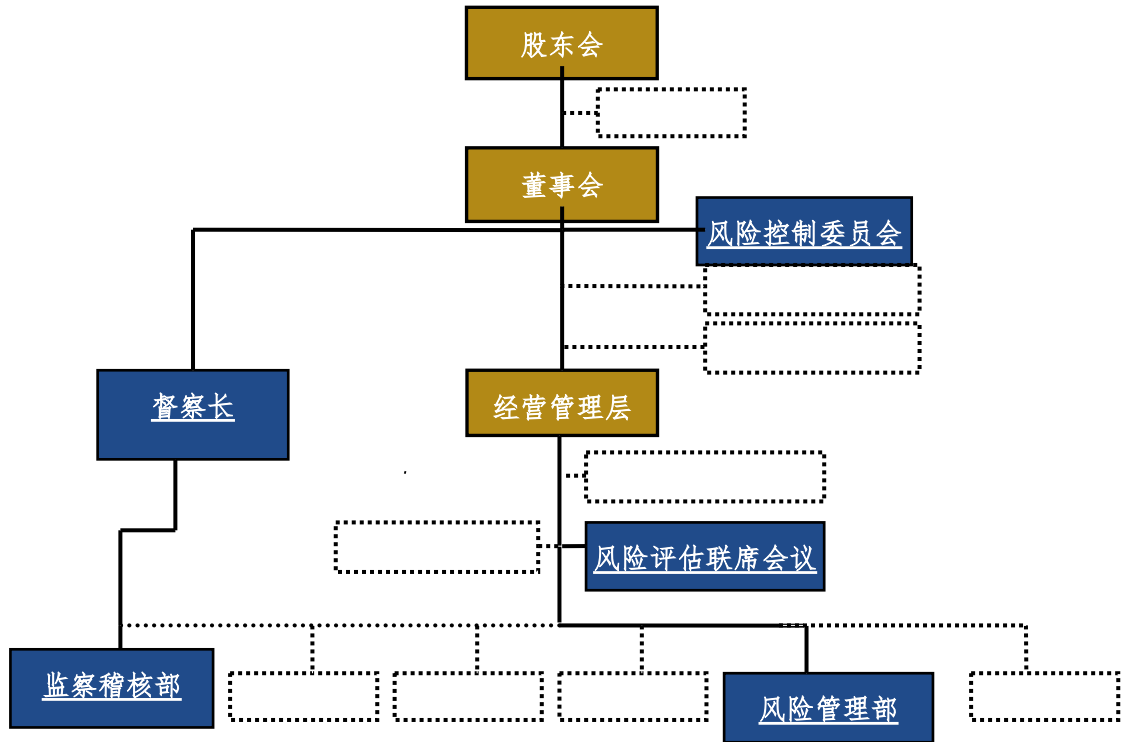 股东会
董事会
风险控制委员会
督察长
经营管理层
风险评估联席会议
监察稽核部
风险管理部